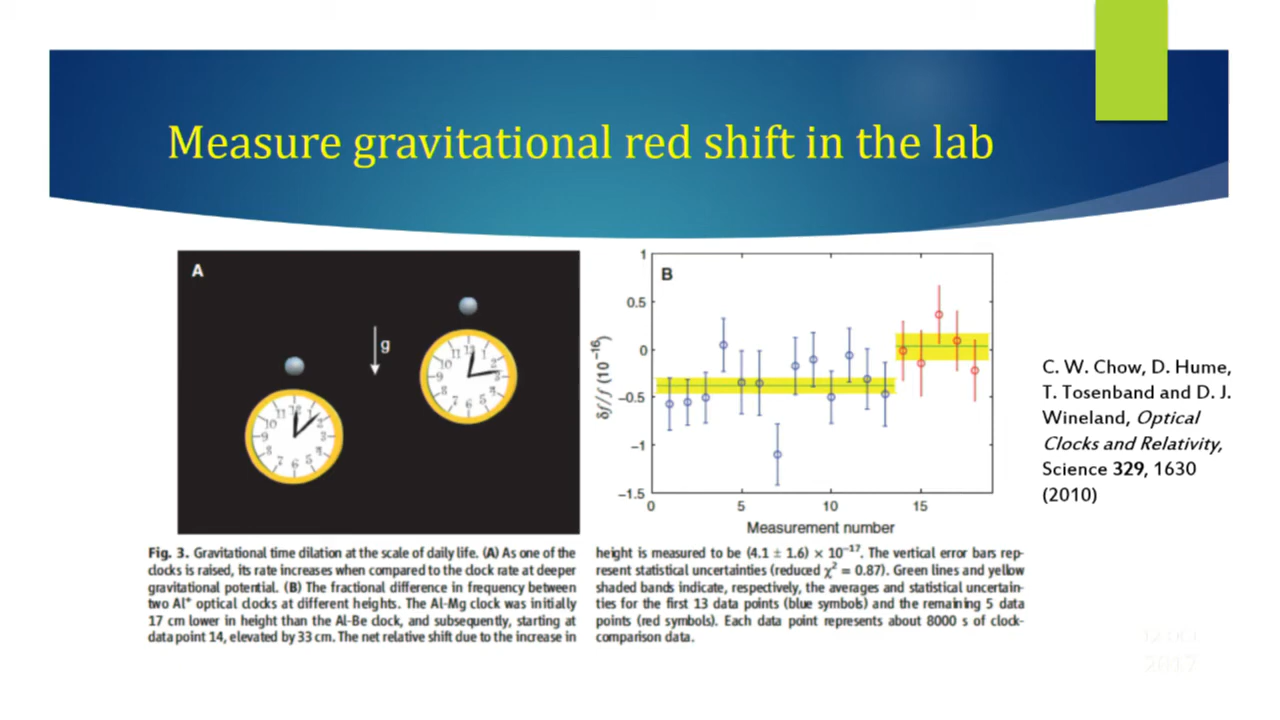 Measure gravitational red shift in the lab
A
g
B
1
0.5
0
−0.5
−1
−1.5
δf/f (10⁻¹⁶)
0 5 10 15
Measurement number
C. W. Chow, D. Hume,
T. Tosenband and D. J.
Wineland, Optical
Clocks and Relativity,
Science 329, 1630
(2010)
Fig. 3. Gravitational time dilation at the scale of daily life. (A) As one of the
clocks is raised, its rate increases when compared to the clock rate at deeper
gravitational potential. (B) The fractional difference in frequency between
two Al⁺ optical clocks at different heights. The Al-Mg clock was initially
17 cm lower in height than the Al-Be clock, and subsequently, starting at
data point 14, elevated by 33 cm. The net relative shift due to the increase in
height is measured to be (4.1 ± 1.6) × 10⁻¹⁷. The vertical error bars rep-
resent statistical uncertainties (reduced χ² = 0.87). Green lines and yellow
shaded bands indicate, respectively, the averages and statistical uncertain-
ties for the first 13 data points (blue symbols) and the remaining 5 data
points (red symbols). Each data point represents about 8000 s of clock-
comparison data.
2017